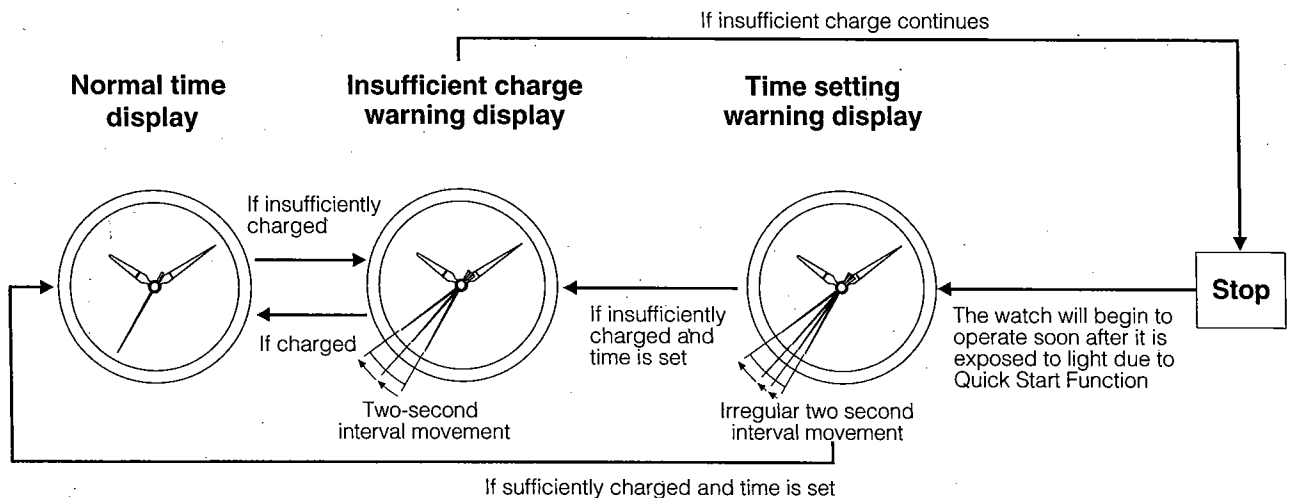 If insufficient charge continues
Normal time
display
Insufficient charge
warning display
Time setting
warning display
If insufficiently
charged
If charged
Two-second
interval movement
If insufficiently
charged and
time is set
Irregular two second
interval movement
Stop
The watch will begin to
operate soon after it is
exposed to light due to
Quick Start Function
If sufficiently charged and time is set